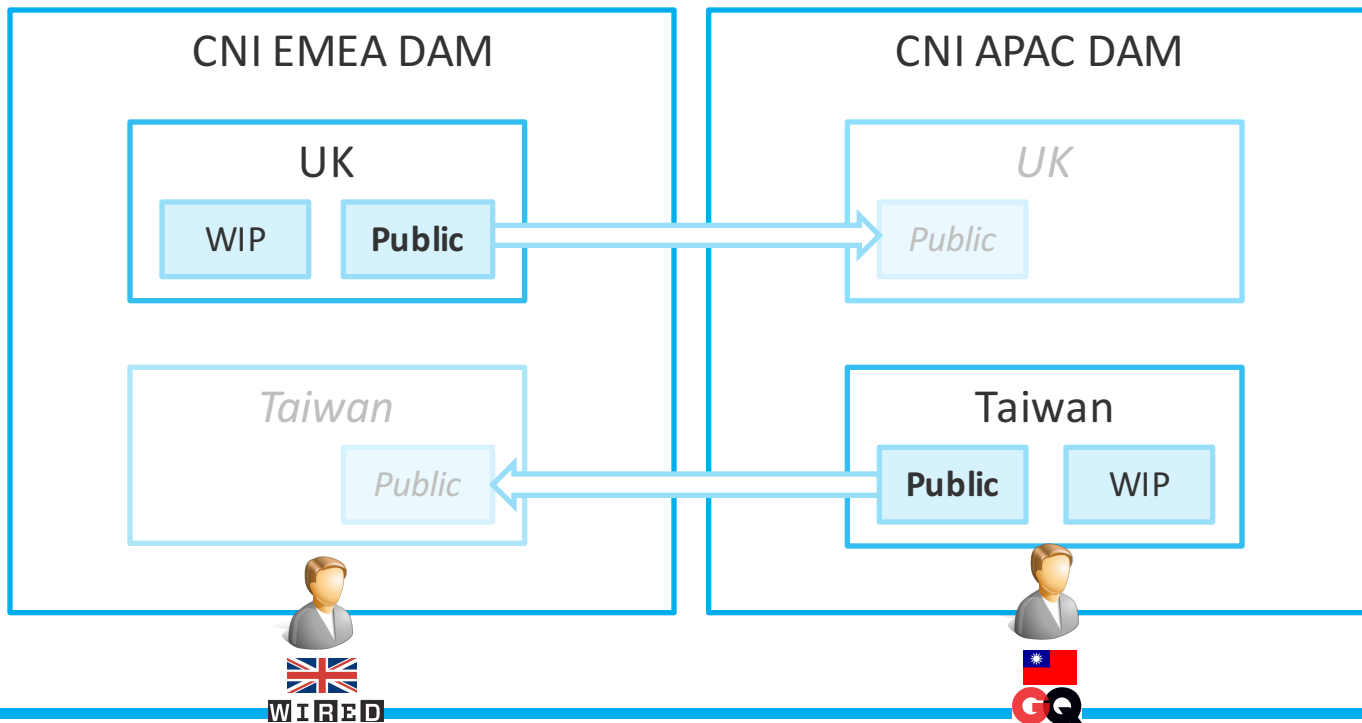 CNI EMEA DAM
UK
WIP
Public
Taiwan
Public
CNI APAC DAM
UK
Public
Taiwan
Public
WIP
WIRED
GQ